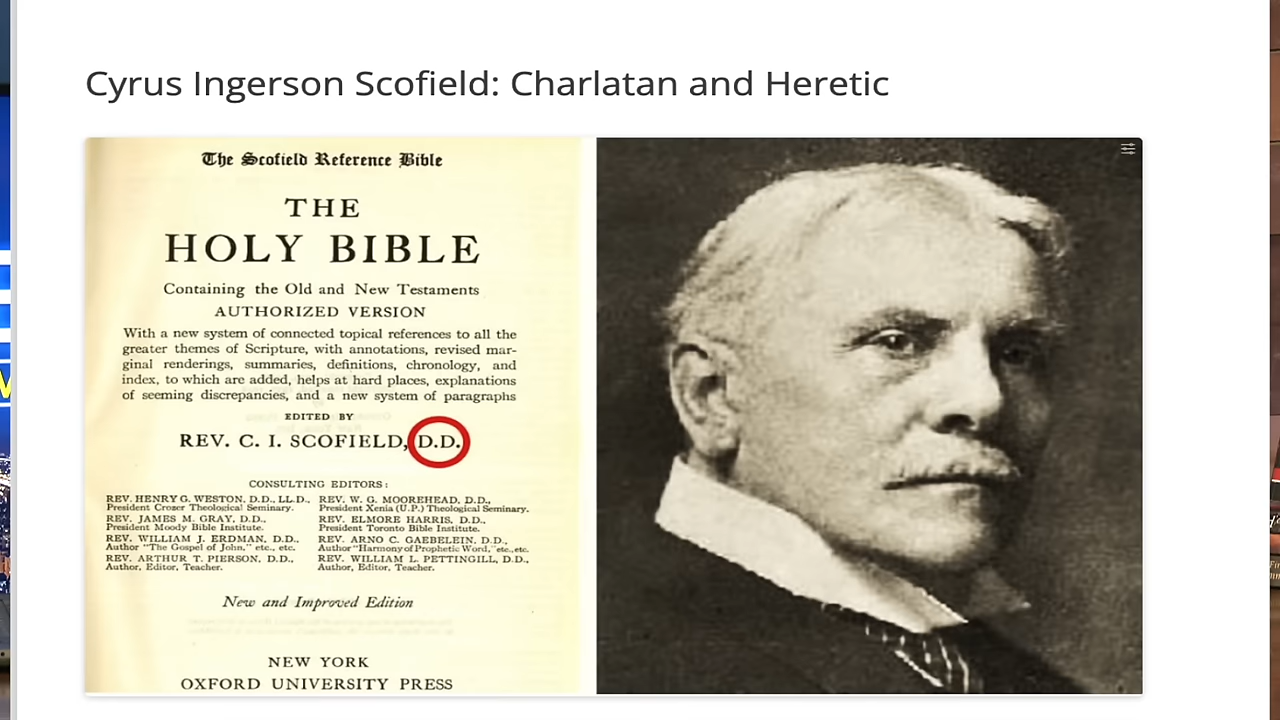 Cyrus Ingerson Scofield: Charlatan and Heretic
The Scofield Reference Bible
THE
HOLY BIBLE
Containing the Old and New Testaments
AUTHORIZED VERSION
With a new system of connected topical references to all the
greater themes of Scripture, with annotations, revised mar-
ginal renderings, summaries, definitions, chronology, and
index, to which are added, helps at hard places, explanations
of seeming discrepancies, and a new system of paragraphs
EDITED BY
REV. C. I. SCOFIELD, D.D.
CONSULTING EDITORS:
REV. HENRY G. WESTON, D.D., LL.D.,
President Crozer Theological Seminary.
REV. JAMES M. GRAY, D.D.,
President Moody Bible Institute.
REV. WILLIAM J. ERDMAN, D.D.,
Author "The Gospel of John," etc., etc.
REV. ARTHUR T. PIERSON, D.D.,
Author, Editor, Teacher.
REV. W. G. MOOREHEAD, D.D.,
President Xenia (U.P.) Theological Seminary.
REV. ELMORE HARRIS, D.D.,
President Toronto Bible Institute.
REV. ARNO C. GAEBELEIN, D.D.,
Author "Harmony of Prophetic Word," etc., etc.
REV. WILLIAM L. PETTINGILL, D.D.,
Author, Editor, Teacher.
New and Improved Edition
NEW YORK
OXFORD UNIVERSITY PRESS